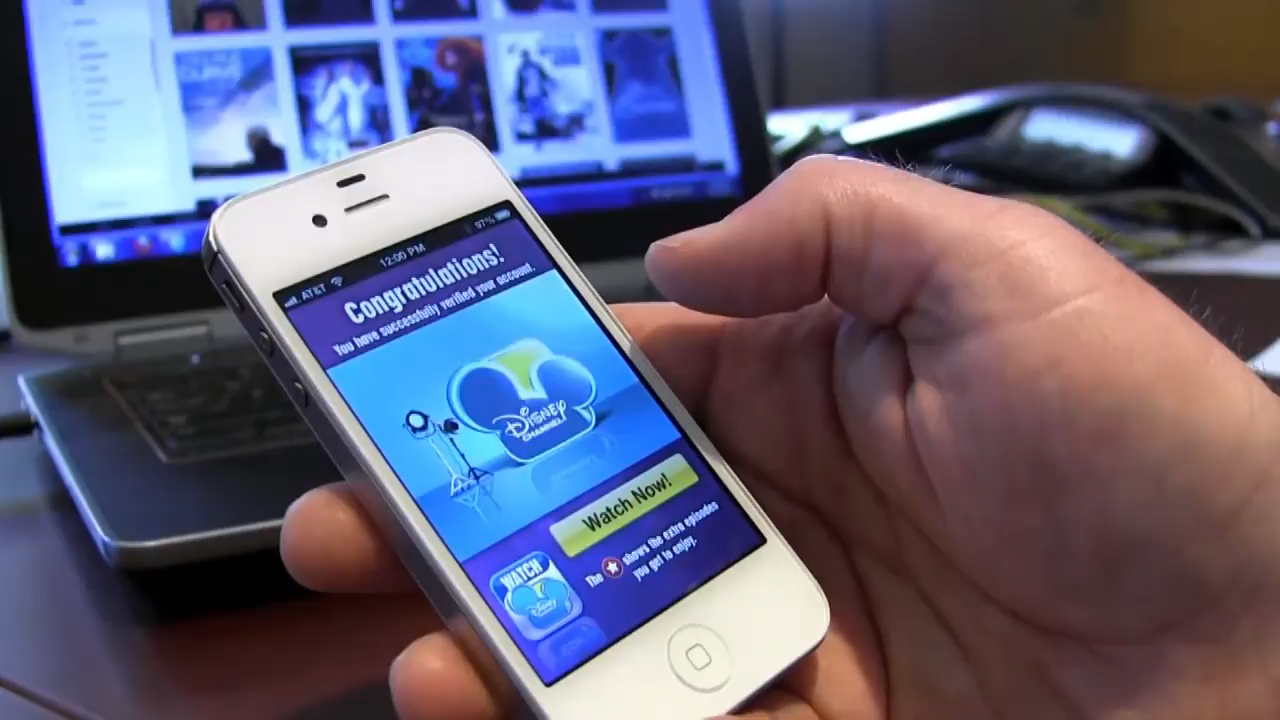 AT&T 12:00 PM 97%
Congratulations!
You have successfully verified your account.
Disney
CHANNEL
Watch Now!
The shows the extra episodes
you get to enjoy.
WATCH
Disney